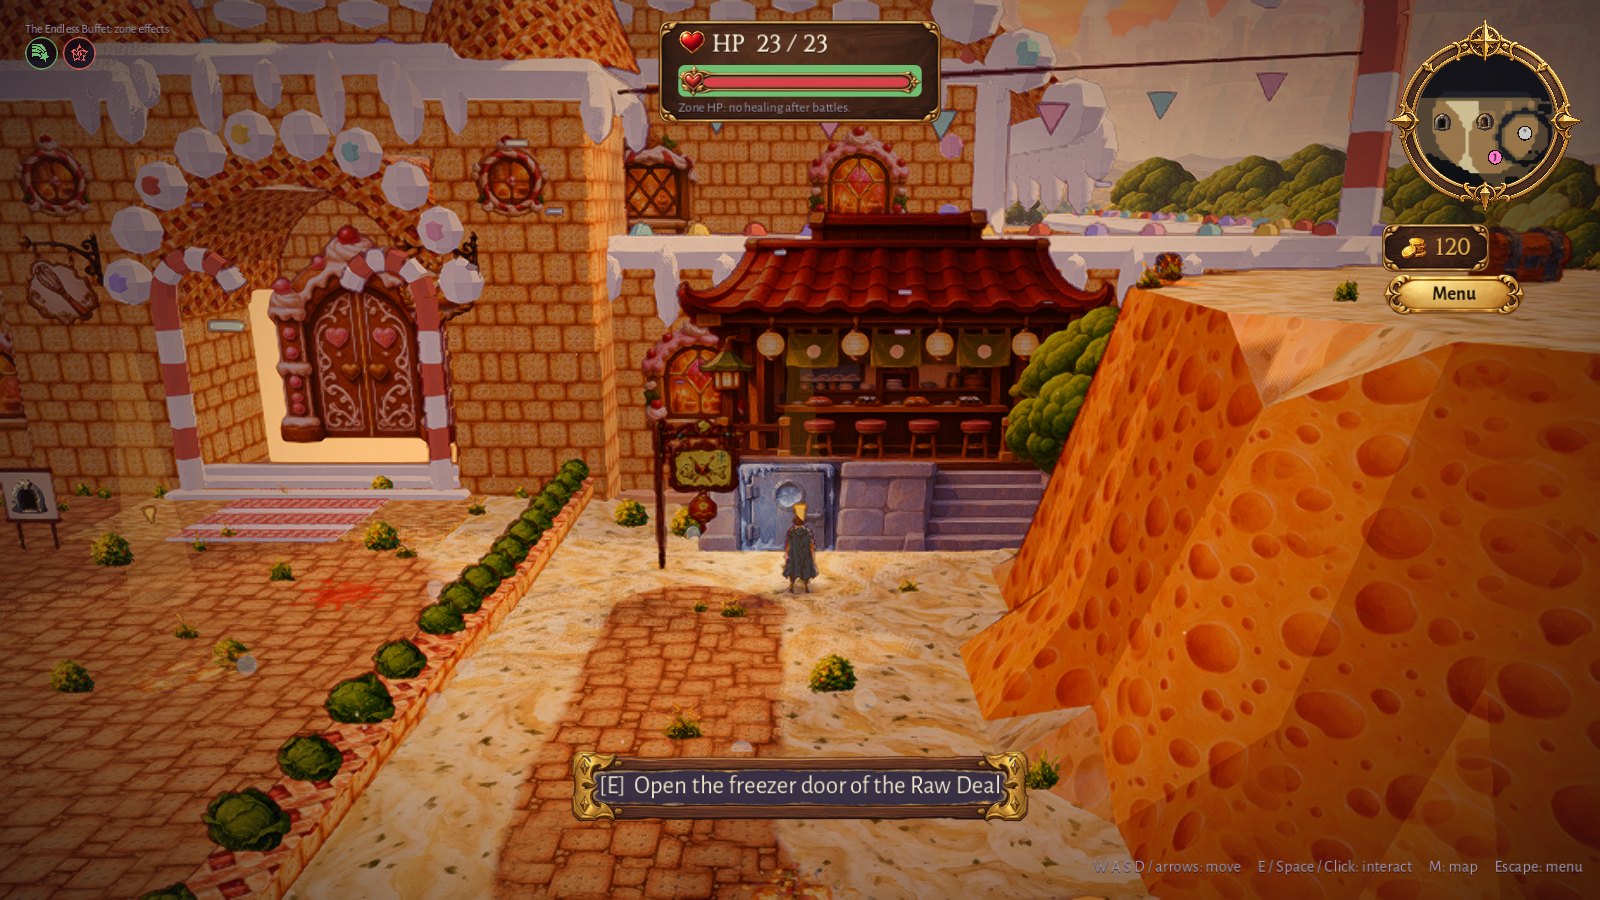 The Endless Buffet: zone effects
HP 23 / 23
Zone HP: no healing after battles.
120
Menu
[E] Open the freezer door of the Raw Deal
W A S D / arrows: move E / Space / Click: interact M: map Escape: menu